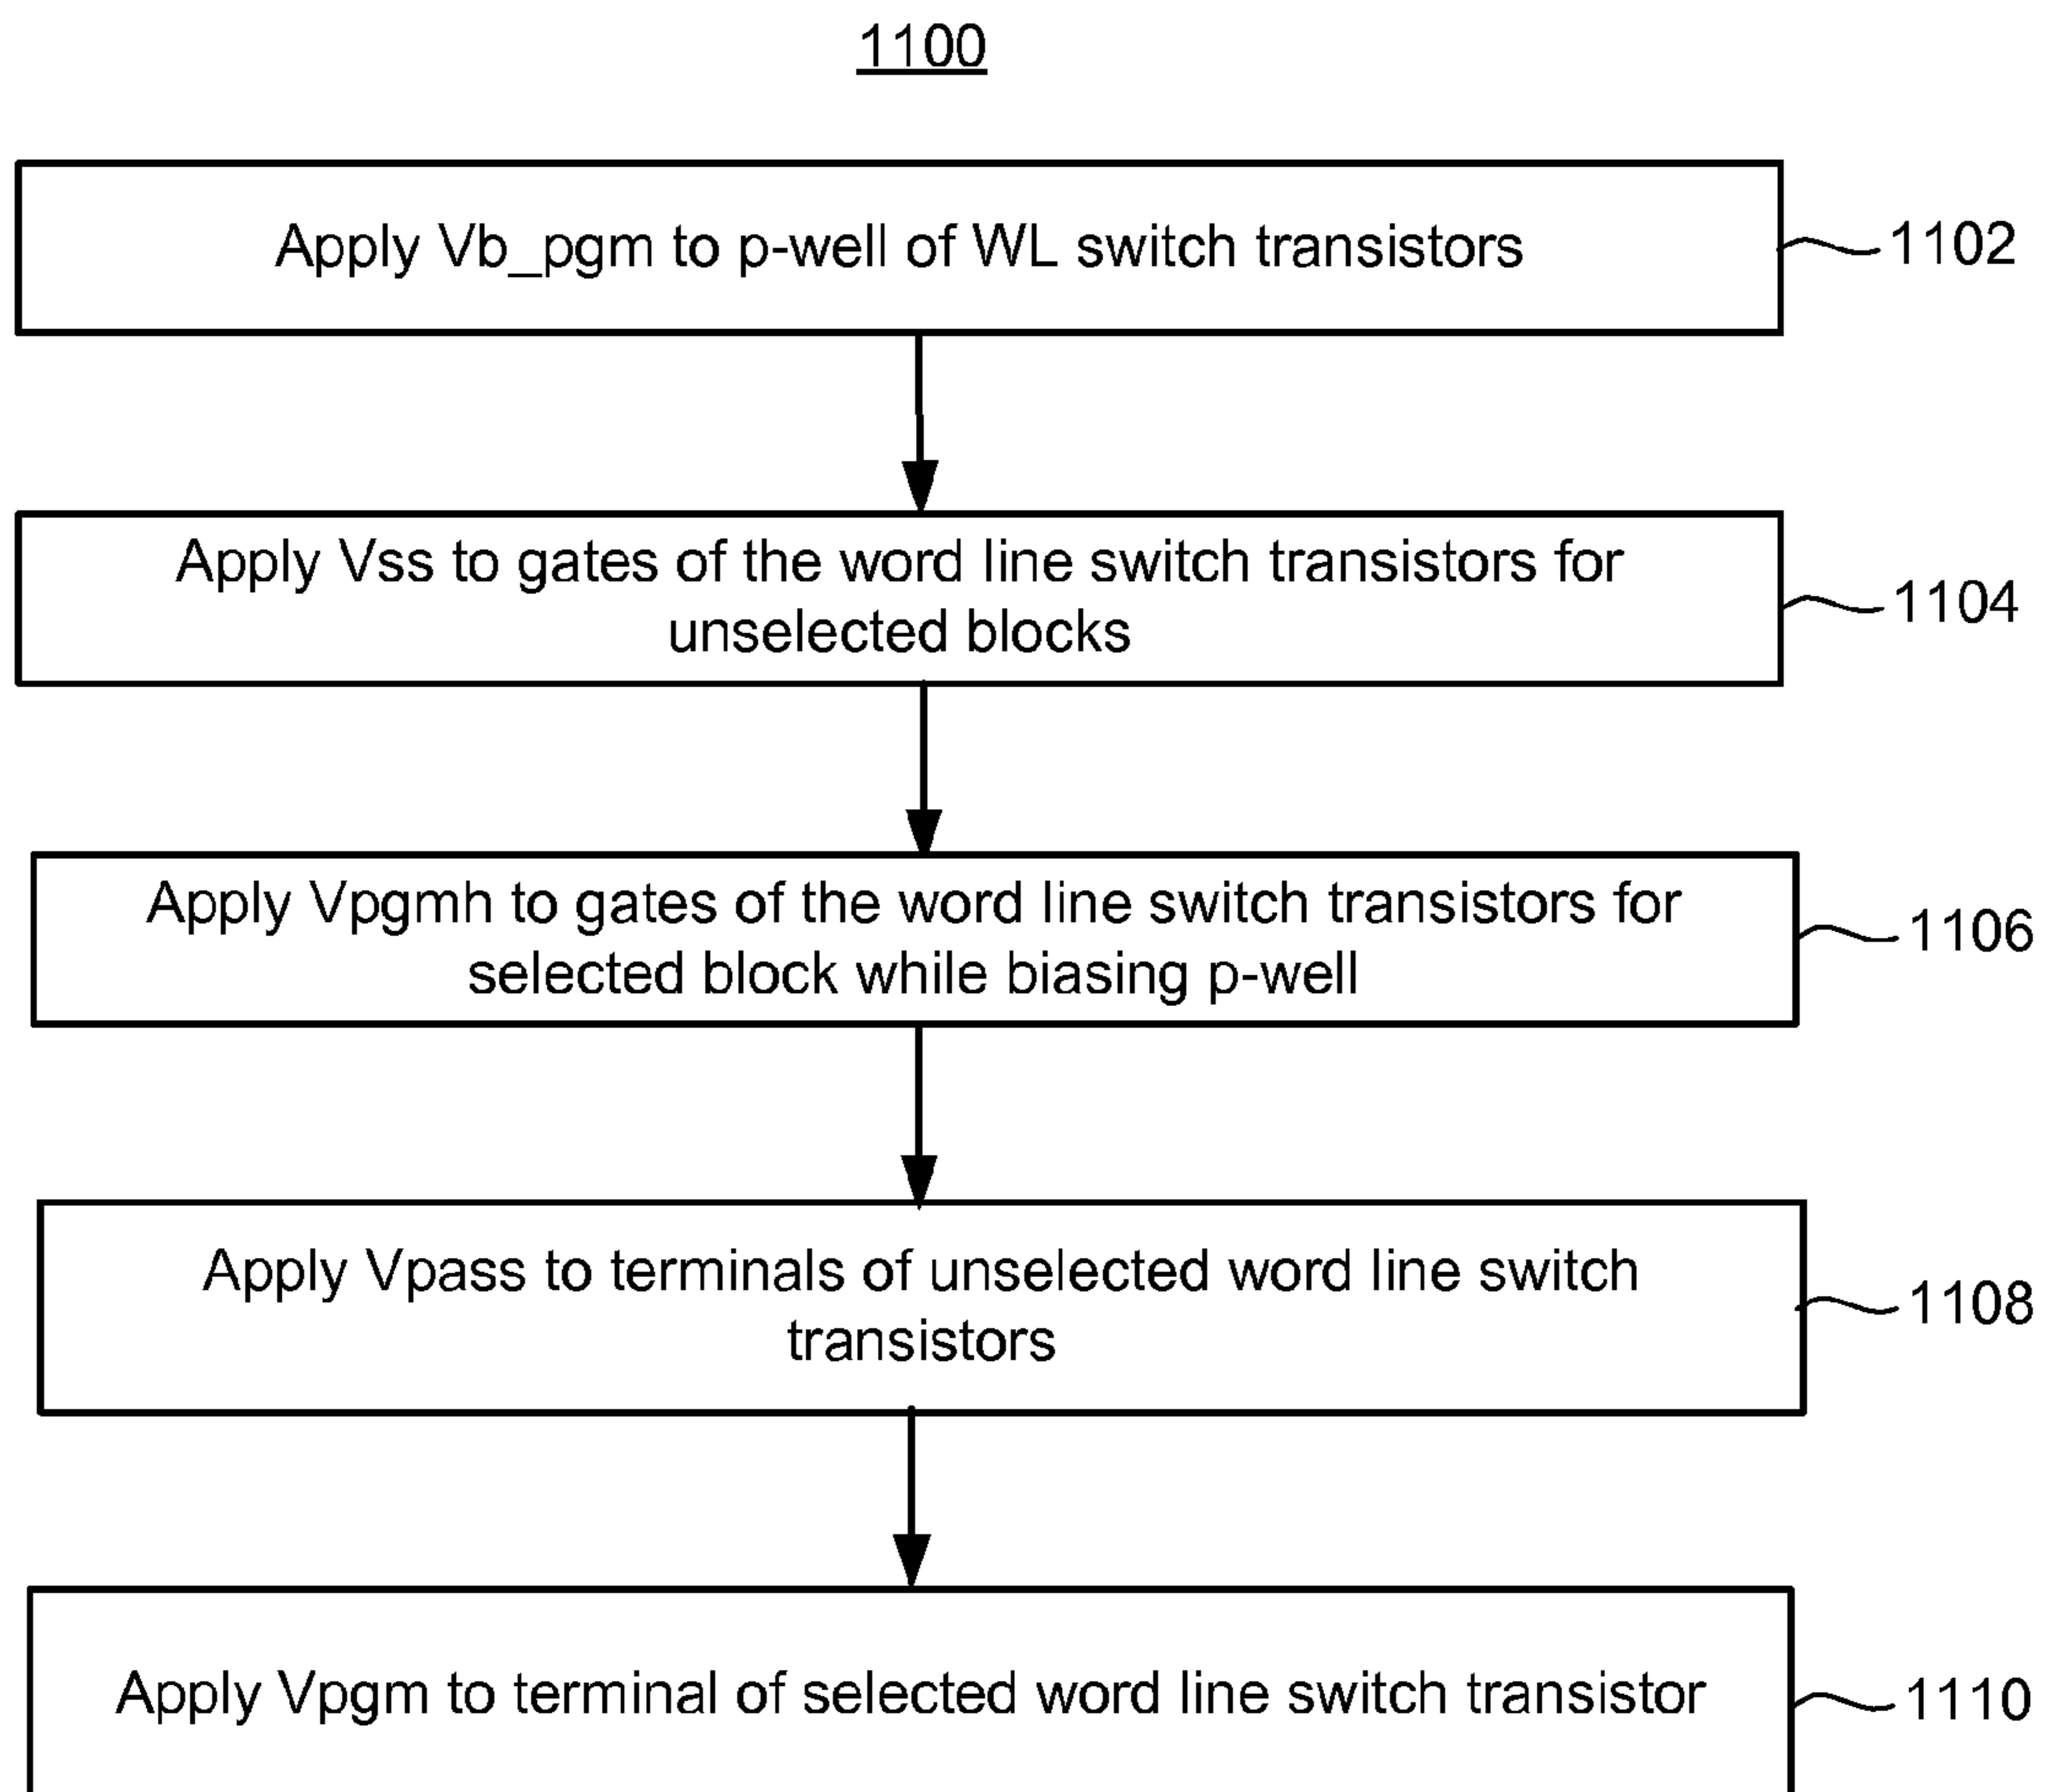 1100
Apply Vb_pgm to p-well of WL switch transistors
1102
Apply Vss to gates of the word line switch transistors for
unselected blocks
1104
Apply Vpgmh to gates of the word line switch transistors for
selected block while biasing p-well
1106
Apply Vpass to terminals of unselected word line switch
transistors
1108
Apply Vpgm to terminal of selected word line switch transistor
1110